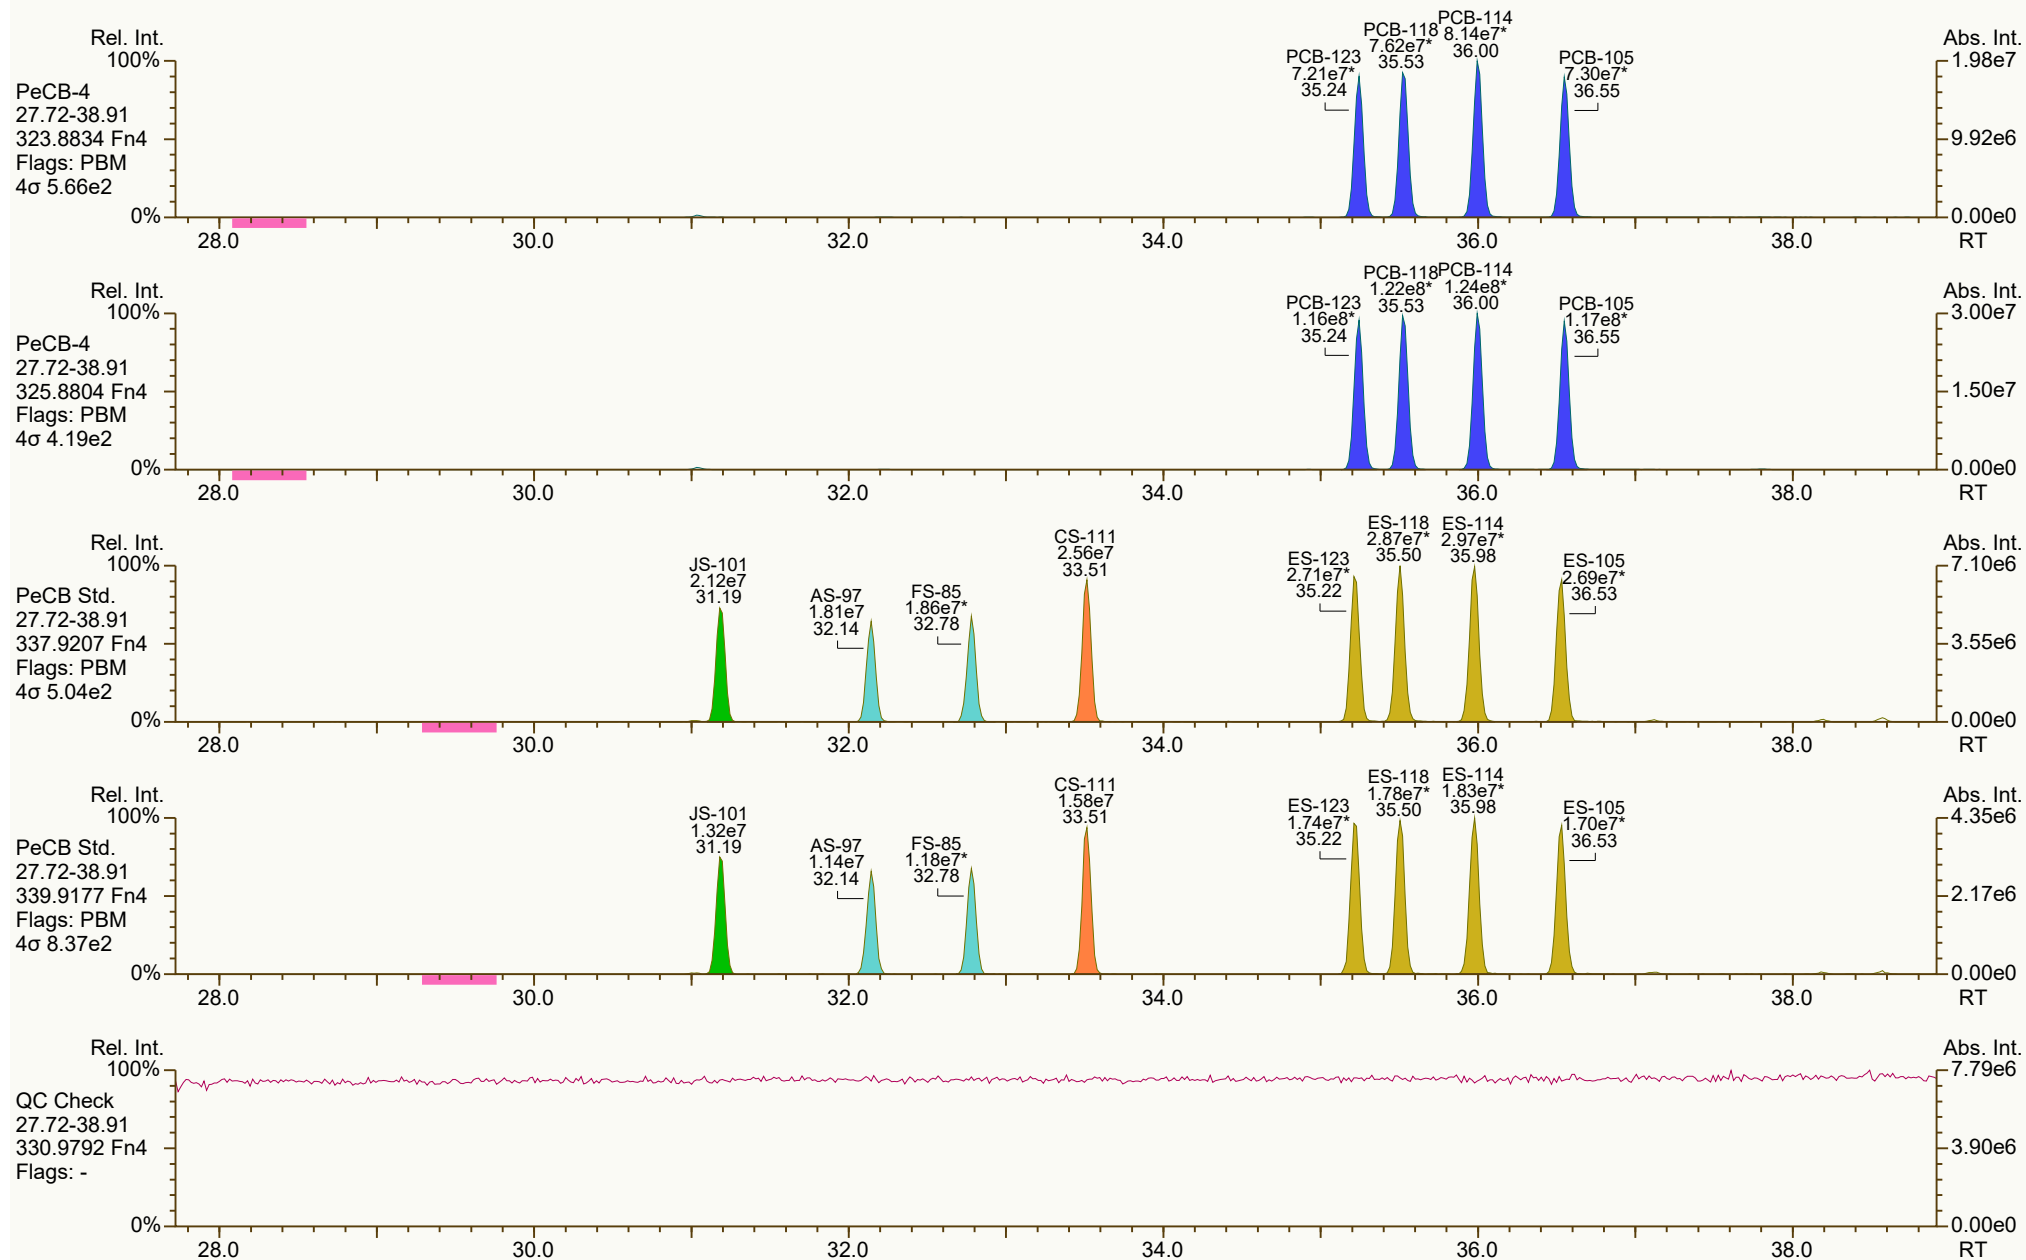 Rel. Int.
100%
0%
PeCB-4
27.72-38.91
323.8834 Fn4
Flags: PBM
4σ 5.66e2
PCB-123
7.21e7*
35.24
PCB-118
7.62e7*
35.53
PCB-114
8.14e7*
36.00
PCB-105
7.30e7*
36.55
Abs. Int.
1.98e7
9.92e6
0.00e0
28.0 30.0 32.0 34.0 36.0 38.0 RT
Rel. Int.
100%
0%
PeCB-4
27.72-38.91
325.8804 Fn4
Flags: PBM
4σ 4.19e2
PCB-123
1.16e8*
35.24
PCB-118
1.22e8*
35.53
PCB-114
1.24e8*
36.00
PCB-105
1.17e8*
36.55
Abs. Int.
3.00e7
1.50e7
0.00e0
28.0 30.0 32.0 34.0 36.0 38.0 RT
Rel. Int.
100%
0%
PeCB Std.
27.72-38.91
337.9207 Fn4
Flags: PBM
4σ 5.04e2
JS-101
2.12e7
31.19
AS-97
1.81e7
32.14
FS-85
1.86e7*
32.78
CS-111
2.56e7
33.51
ES-123
2.71e7*
35.22
ES-118
2.87e7*
35.50
ES-114
2.97e7*
35.98
ES-105
2.69e7*
36.53
Abs. Int.
7.10e6
3.55e6
0.00e0
28.0 30.0 32.0 34.0 36.0 38.0 RT
Rel. Int.
100%
0%
PeCB Std.
27.72-38.91
339.9177 Fn4
Flags: PBM
4σ 8.37e2
JS-101
1.32e7
31.19
AS-97
1.14e7
32.14
FS-85
1.18e7*
32.78
CS-111
1.58e7
33.51
ES-123
1.74e7*
35.22
ES-118
1.78e7*
35.50
ES-114
1.83e7*
35.98
ES-105
1.70e7*
36.53
Abs. Int.
4.35e6
2.17e6
0.00e0
28.0 30.0 32.0 34.0 36.0 38.0 RT
Rel. Int.
100%
0%
QC Check
27.72-38.91
330.9792 Fn4
Flags: -
Abs. Int.
7.79e6
3.90e6
0.00e0
28.0 30.0 32.0 34.0 36.0 38.0 RT